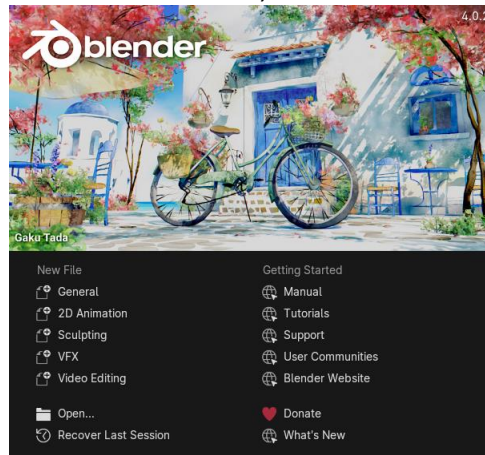 4.0.2
blender
Gaku Tada
New File
General
2D Animation
Sculpting
VFX
Video Editing
Open...
Recover Last Session
Getting Started
Manual
Tutorials
Support
User Communities
Blender Website
Donate
What's New